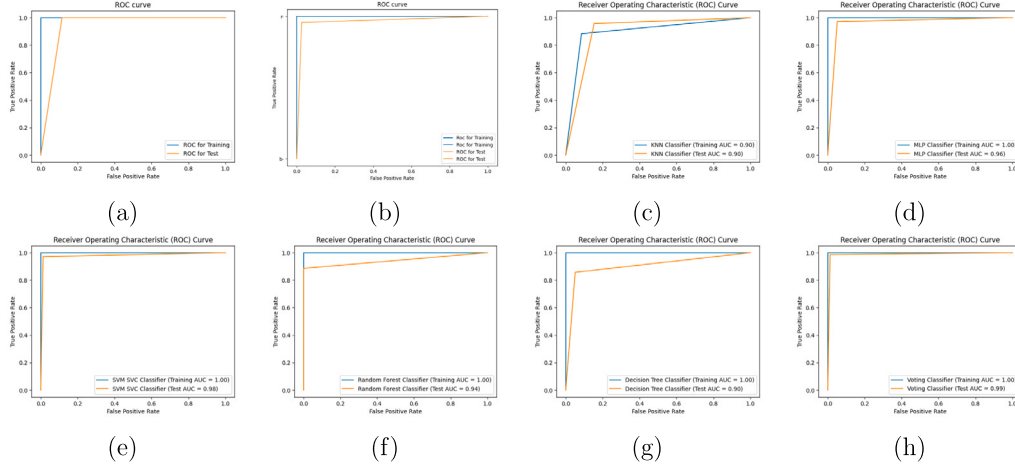 ROC curve
True Positive Rate
1.0
0.8
0.6
0.4
0.2
0.0
ROC for Training
ROC for Test
0.0 0.2 0.4 0.6 0.8 1.0
False Positive Rate
(a)
ROC curve
True Positive Rate
r
b
Roc for Training
Roc for Training
ROC for Test
ROC for Test
0.0 0.2 0.4 0.6 0.8 1.0
False Positive Rate
(b)
Receiver Operating Characteristic (ROC) Curve
True Positive Rate
1.0
0.8
0.6
0.4
0.2
0.0
KNN Classifier (Training AUC = 0.90)
KNN Classifier (Test AUC = 0.90)
0.0 0.2 0.4 0.6 0.8 1.0
False Positive Rate
(c)
Receiver Operating Characteristic (ROC) Curve
True Positive Rate
1.0
0.8
0.6
0.4
0.2
0.0
MLP Classifier (Training AUC = 1.00
MLP Classifier (Test AUC = 0.96)
0.0 0.2 0.4 0.6 0.8 1.0
False Positive Rate
(d)
Receiver Operating Characteristic (ROC) Curve
True Positive Rate
1.0
0.8
0.6
0.4
0.2
0.0
SVM SVC Classifier (Training AUC = 1.00)
SVM SVC Classifier (Test AUC = 0.98)
0.0 0.2 0.4 0.6 0.8 1.0
False Positive Rate
(e)
Receiver Operating Characteristic (ROC) Curve
True Positive Rate
1.0
0.8
0.6
0.4
0.2
0.0
Random Forest Classifier (Training AUC = 1.00)
Random Forest Classifier (Test AUC = 0.94)
0.0 0.2 0.4 0.6 0.8 1.0
False Positive Rate
(f)
Receiver Operating Characteristic (ROC) Curve
True Positive Rate
1.0
0.8
0.6
0.4
0.2
0.0
Decision Tree Classifier (Training AUC = 1.00)
Decision Tree Classifier (Test AUC = 0.90)
0.0 0.2 0.4 0.6 0.8 1.0
False Positive Rate
(g)
Receiver Operating Characteristic (ROC) Curve
True Positive Rate
1.0
0.8
0.6
0.4
0.2
0.0
Voting Classifier (Training AUC = 1.00
Voting Classifier (Test AUC = 0.99)
0.0 0.2 0.4 0.6 0.8 1.0
False Positive Rate
(h)